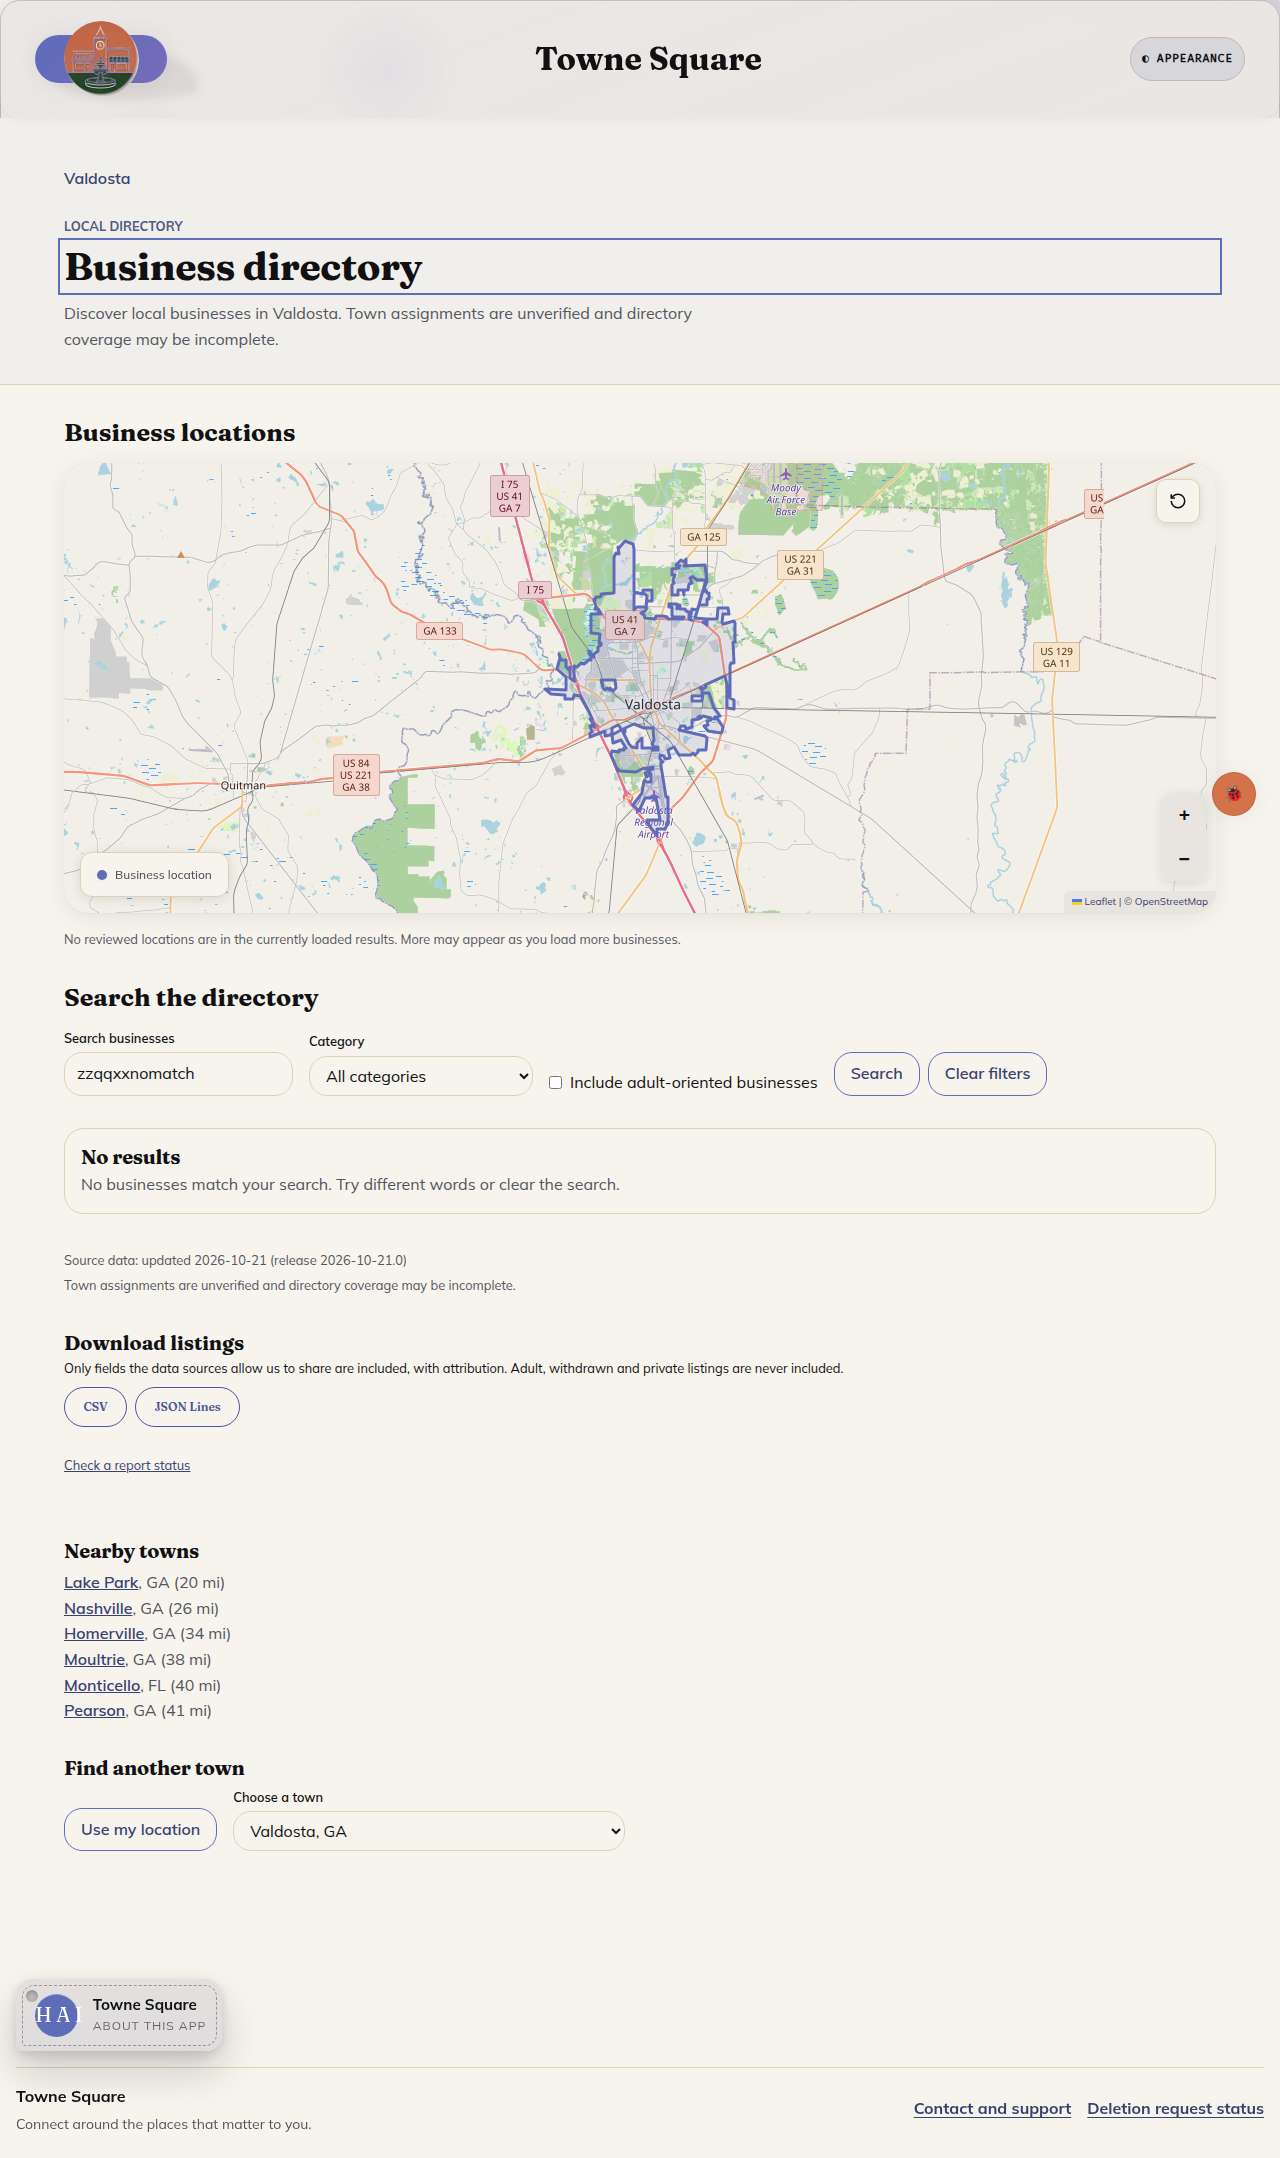 Towne Square
APPEARANCE
Valdosta
LOCAL DIRECTORY
Business directory
Discover local businesses in Valdosta. Town assignments are unverified and directory
coverage may be incomplete.
Business locations
I 75
US 41
GA 7
Moody
Air Force
Base
US
GA
GA 125
US 221
GA 31
I 75
GA 133
US 41
GA 7
US 129
GA 11
Valdosta
US 84
US 221
GA 38
Quitman
Valdosta
Regional
Airport
+
−
Business location
Leaflet | © OpenStreetMap
No reviewed locations are in the currently loaded results. More may appear as you load more businesses.
Search the directory
Search businesses
Category
zzqqxxnomatch
All categories
Include adult-oriented businesses
Search
Clear filters
No results
No businesses match your search. Try different words or clear the search.
Source data: updated 2026-10-21 (release 2026-10-21.0)
Town assignments are unverified and directory coverage may be incomplete.
Download listings
Only fields the data sources allow us to share are included, with attribution. Adult, withdrawn and private listings are never included.
CSV
JSON Lines
Check a report status
Nearby towns
Lake Park, GA (20 mi)
Nashville, GA (26 mi)
Homerville, GA (34 mi)
Moultrie, GA (38 mi)
Monticello, FL (40 mi)
Pearson, GA (41 mi)
Find another town
Choose a town
Use my location
Valdosta, GA
HAI
Towne Square
ABOUT THIS APP
Towne Square
Connect around the places that matter to you.
Contact and support
Deletion request status